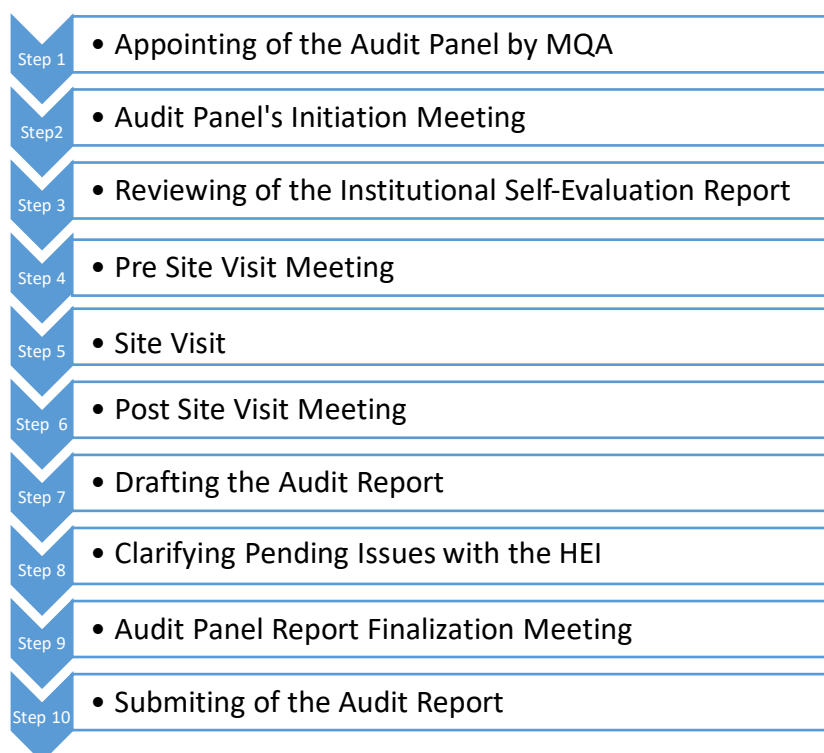 Step 1
• Appointing of the Audit Panel by MQA
Step2
• Audit Panel's Initiation Meeting
Step 3
• Reviewing of the Institutional Self-Evaluation Report
Step 4
• Pre Site Visit Meeting
Step 5
• Site Visit
Step 6
• Post Site Visit Meeting
Step 7
• Drafting the Audit Report
Step 8
• Clarifying Pending Issues with the HEI
Step 9
• Audit Panel Report Finalization Meeting
Step 10
• Submiting of the Audit Report